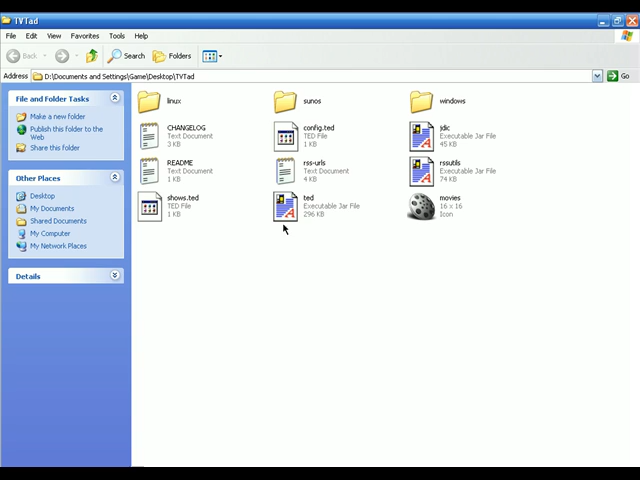 TVTad
File Edit View Favorites Tools Help
Back Search Folders
Address D:\Documents and Settings\Game\Desktop\TVTad Go
File and Folder Tasks
Make a new folder
Publish this folder to the
Web
Share this folder
Other Places
Desktop
My Documents
Shared Documents
My Computer
My Network Places
Details
linux
sunos
windows
CHANGELOG
Text Document
3 KB
config.ted
TED File
1 KB
jdic
Executable Jar File
45 KB
README
Text Document
1 KB
rss-urls
Text Document
4 KB
rssutils
Executable Jar File
74 KB
shows.ted
TED File
1 KB
ted
Executable Jar File
296 KB
movies
16 x 16
Icon